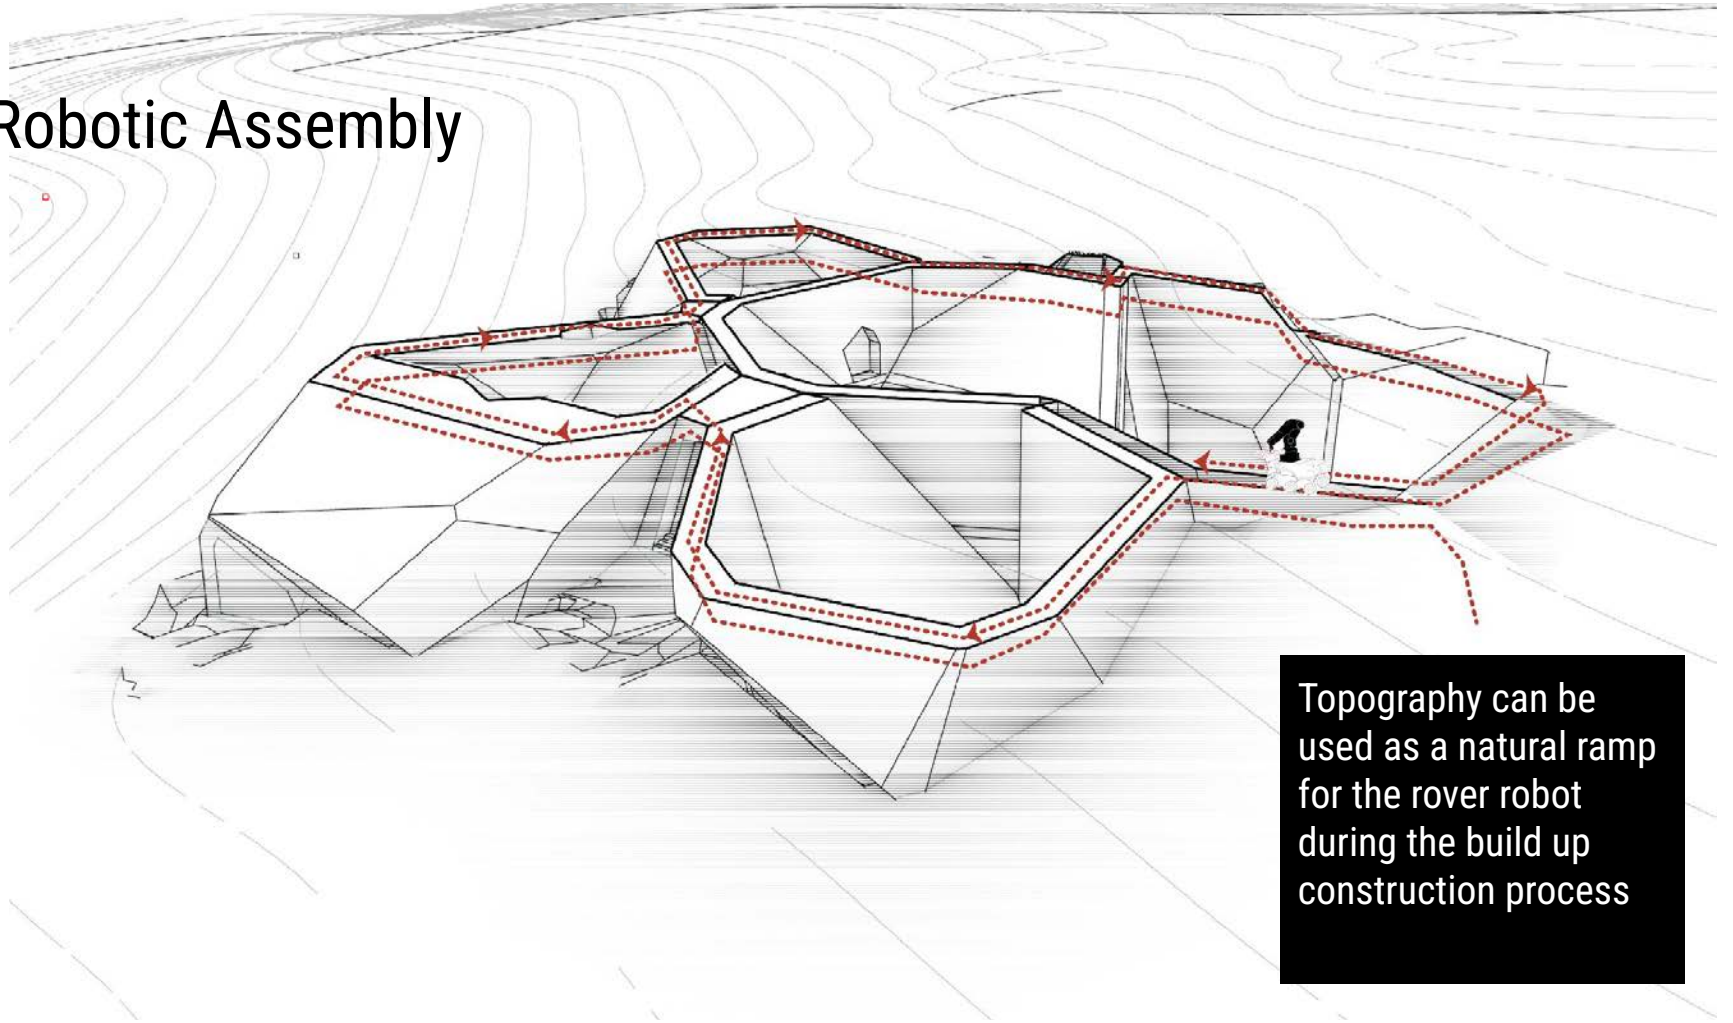 Robotic Assembly
Topography can be
used as a natural ramp
for the rover robot
during the build up
construction process